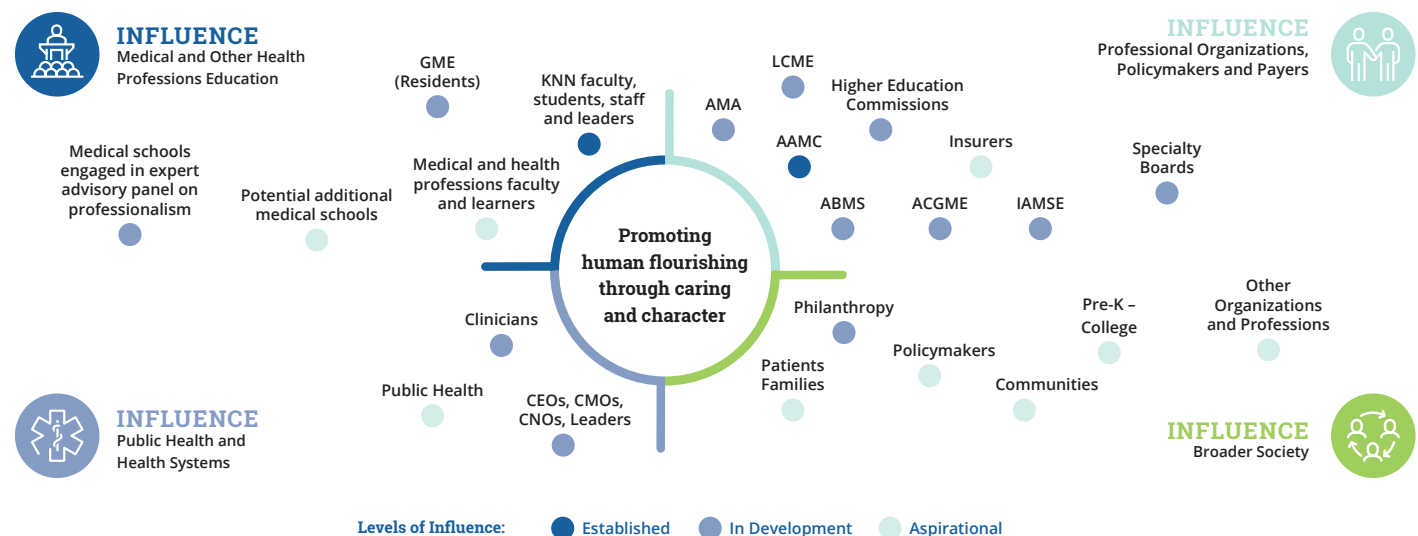 INFLUENCE
Medical and Other Health
Professions Education
GME
(Residents)
KNN faculty,
students, staff
and leaders
Medical schools
engaged in expert
advisory panel on
professionalism
Potential additional
medical schools
Medical and health
professions faculty
and learners
INFLUENCE
Professional Organizations,
Policymakers and Payers
LCME
AMA
Higher Education
Commissions
AAMC
Insurers
Specialty
Boards
ABMS
ACGME
IAMSE
Promoting
human flourishing
through caring
and character
Clinicians
Public Health
CEOs, CMOs,
CNOs, Leaders
INFLUENCE
Public Health and
Health Systems
Philanthropy
Patients
Families
Policymakers
Communities
Pre-K –
College
Other
Organizations
and Professions
INFLUENCE
Broader Society
Levels of Influence:
Established
In Development
Aspirational